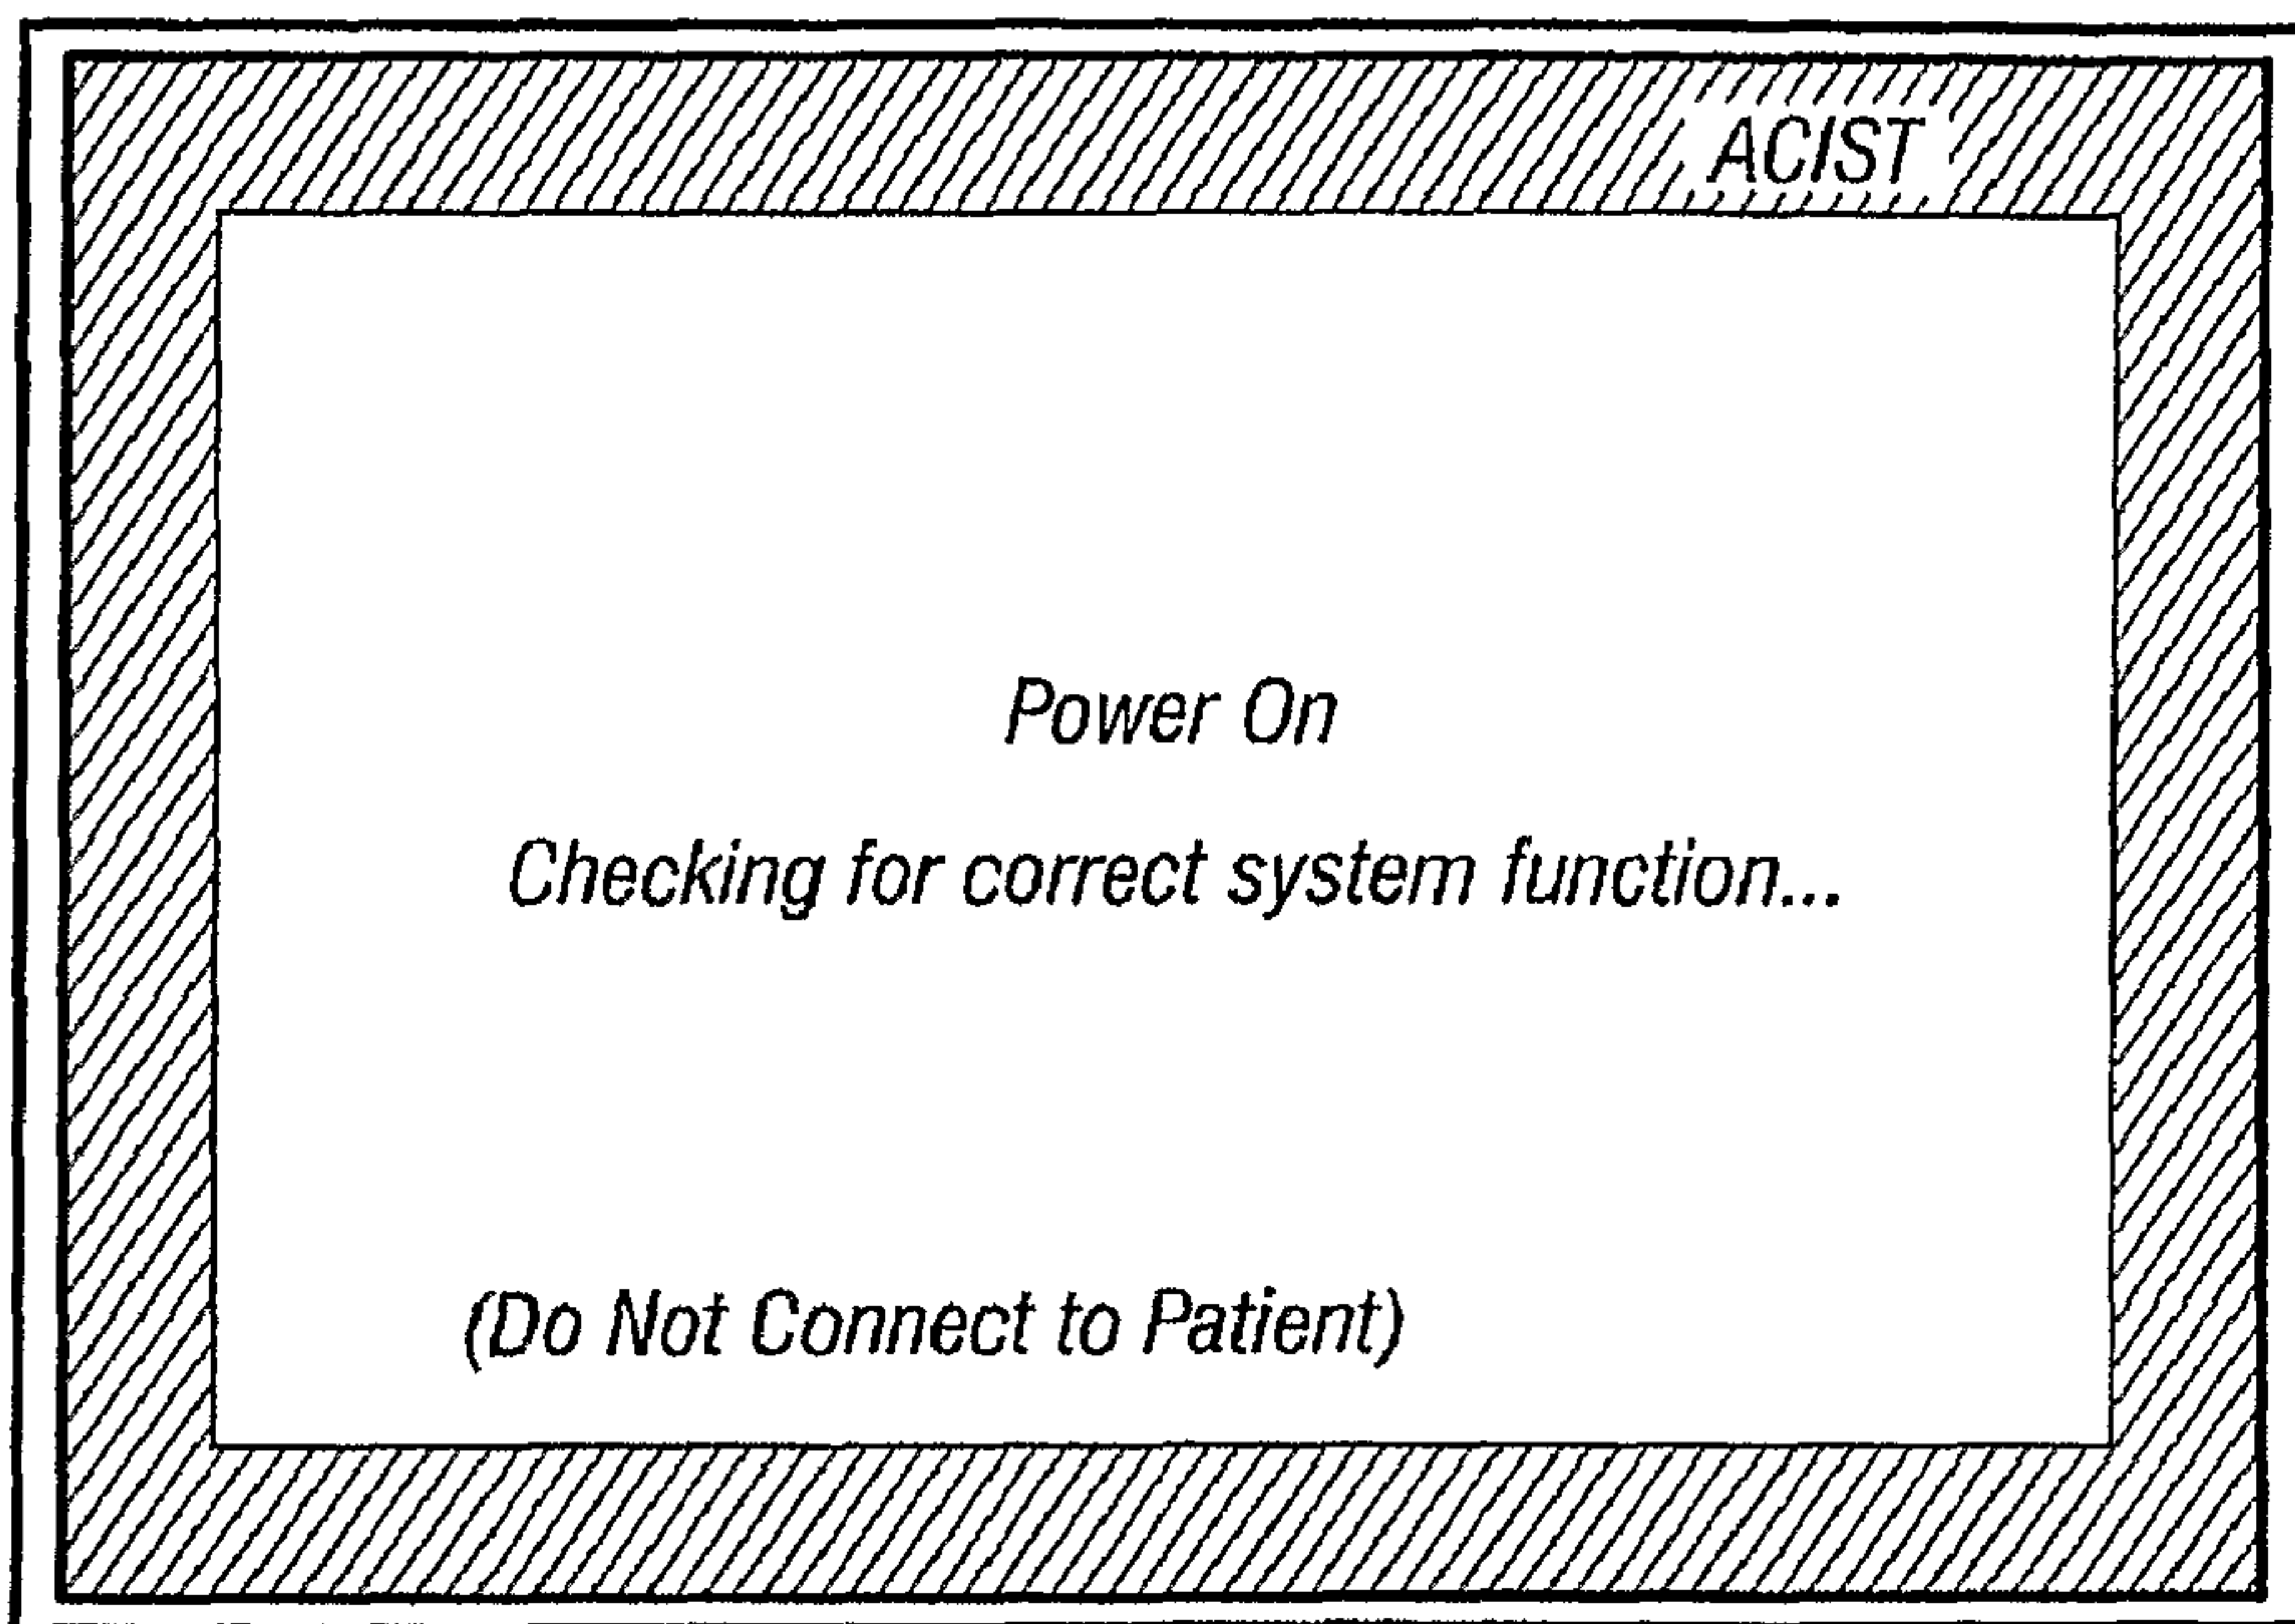 ACIST
Power On
Checking for correct system function...
(Do Not Connect to Patient)